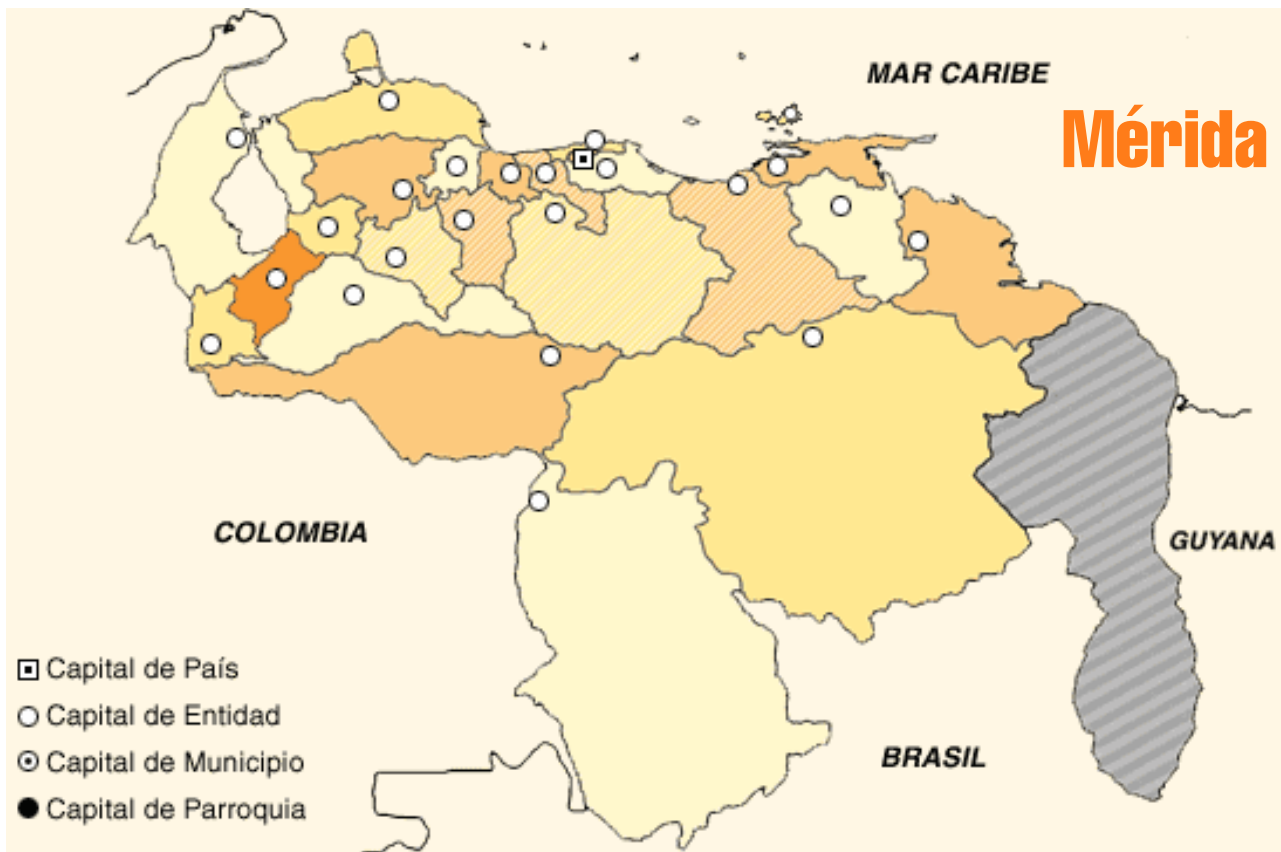 MAR CARIBE
Mérida
COLOMBIA
GUYANA
BRASIL
Capital de País
Capital de Entidad
Capital de Municipio
Capital de Parroquia